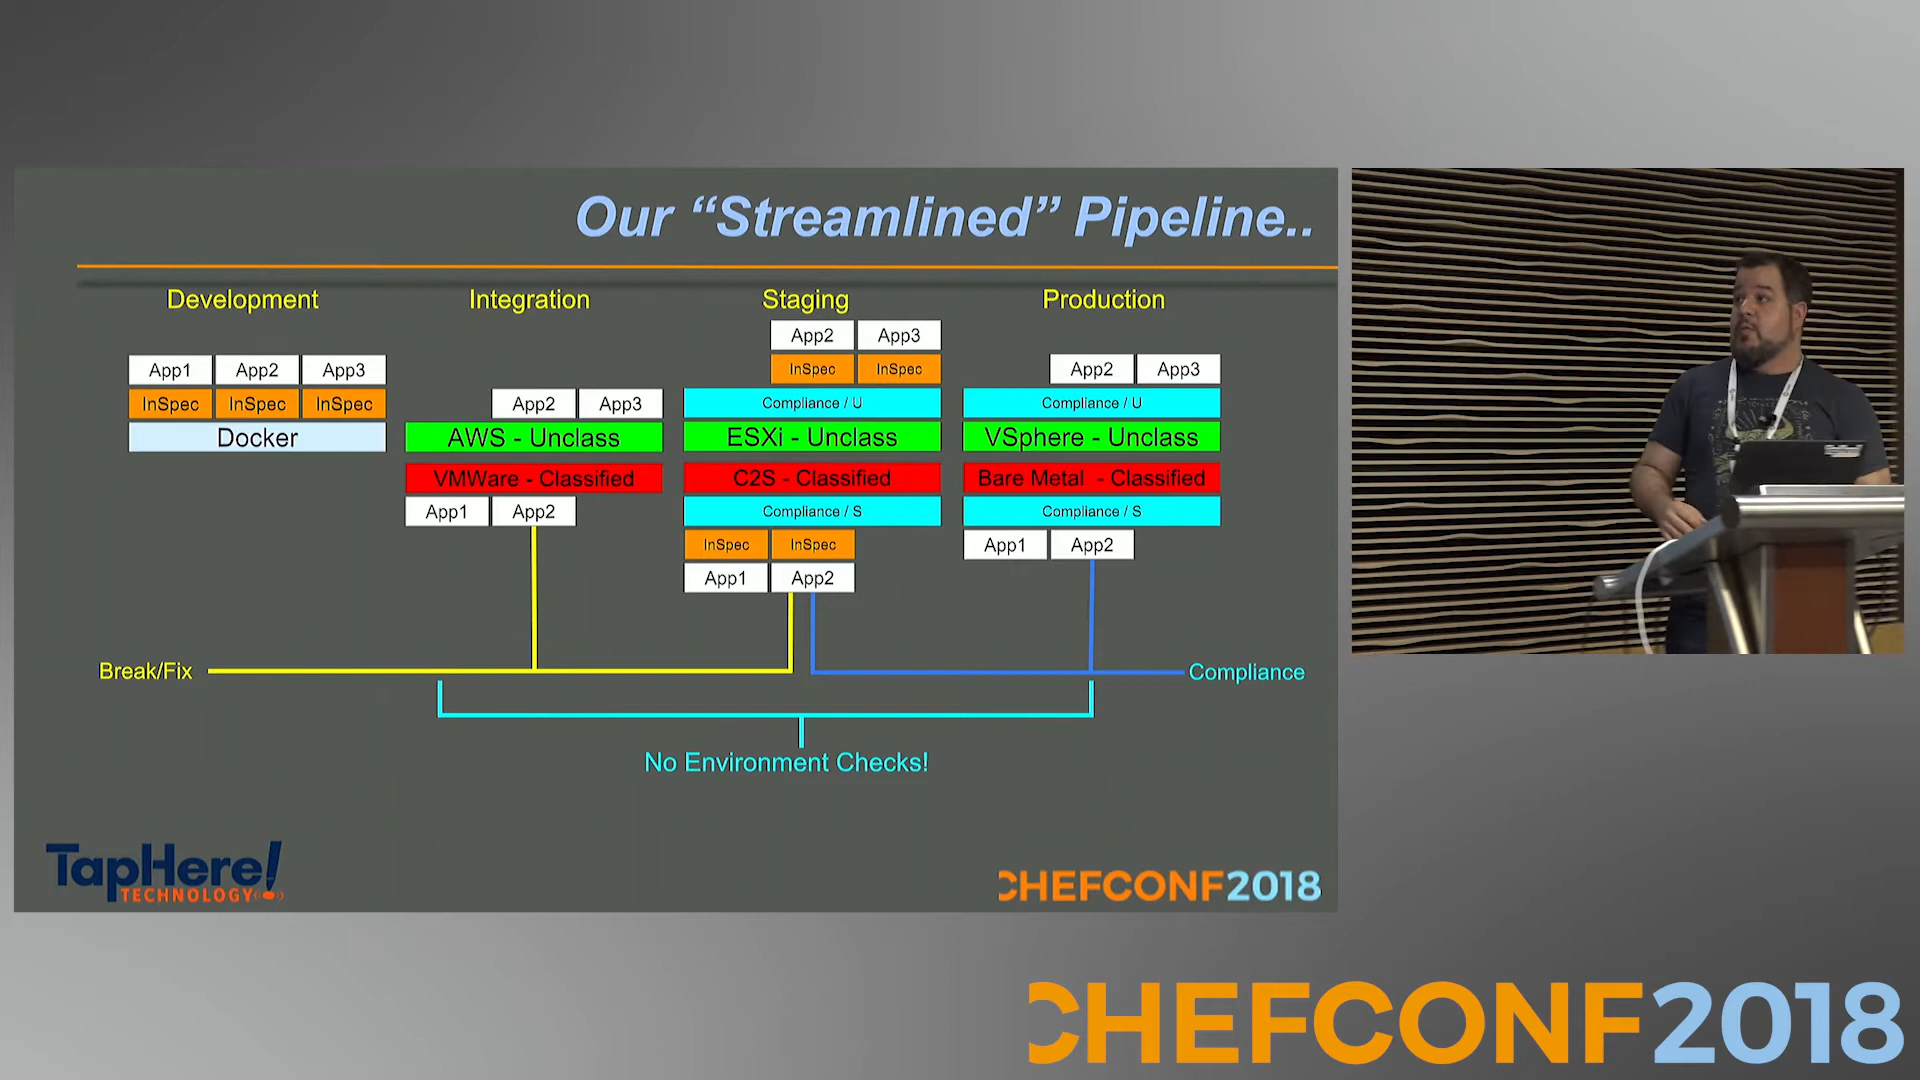 Our “Streamlined” Pipeline..
Development Integration Staging Production
App2 App3
App1 App2 App3 InSpec InSpec App2 App3
InSpec InSpec InSpec App2 App3 Compliance / U Compliance / U
Docker AWS - Unclass ESXi - Unclass VSphere - Unclass
VMWare - Classified C2S - Classified Bare Metal - Classified
App1 App2 Compliance / S Compliance / S
InSpec InSpec App1 App2
App1 App2
Break/Fix Compliance
No Environment Checks!
TapHere!
TECHNOLOGY
CHEFCONF2018
CHEFCONF2018